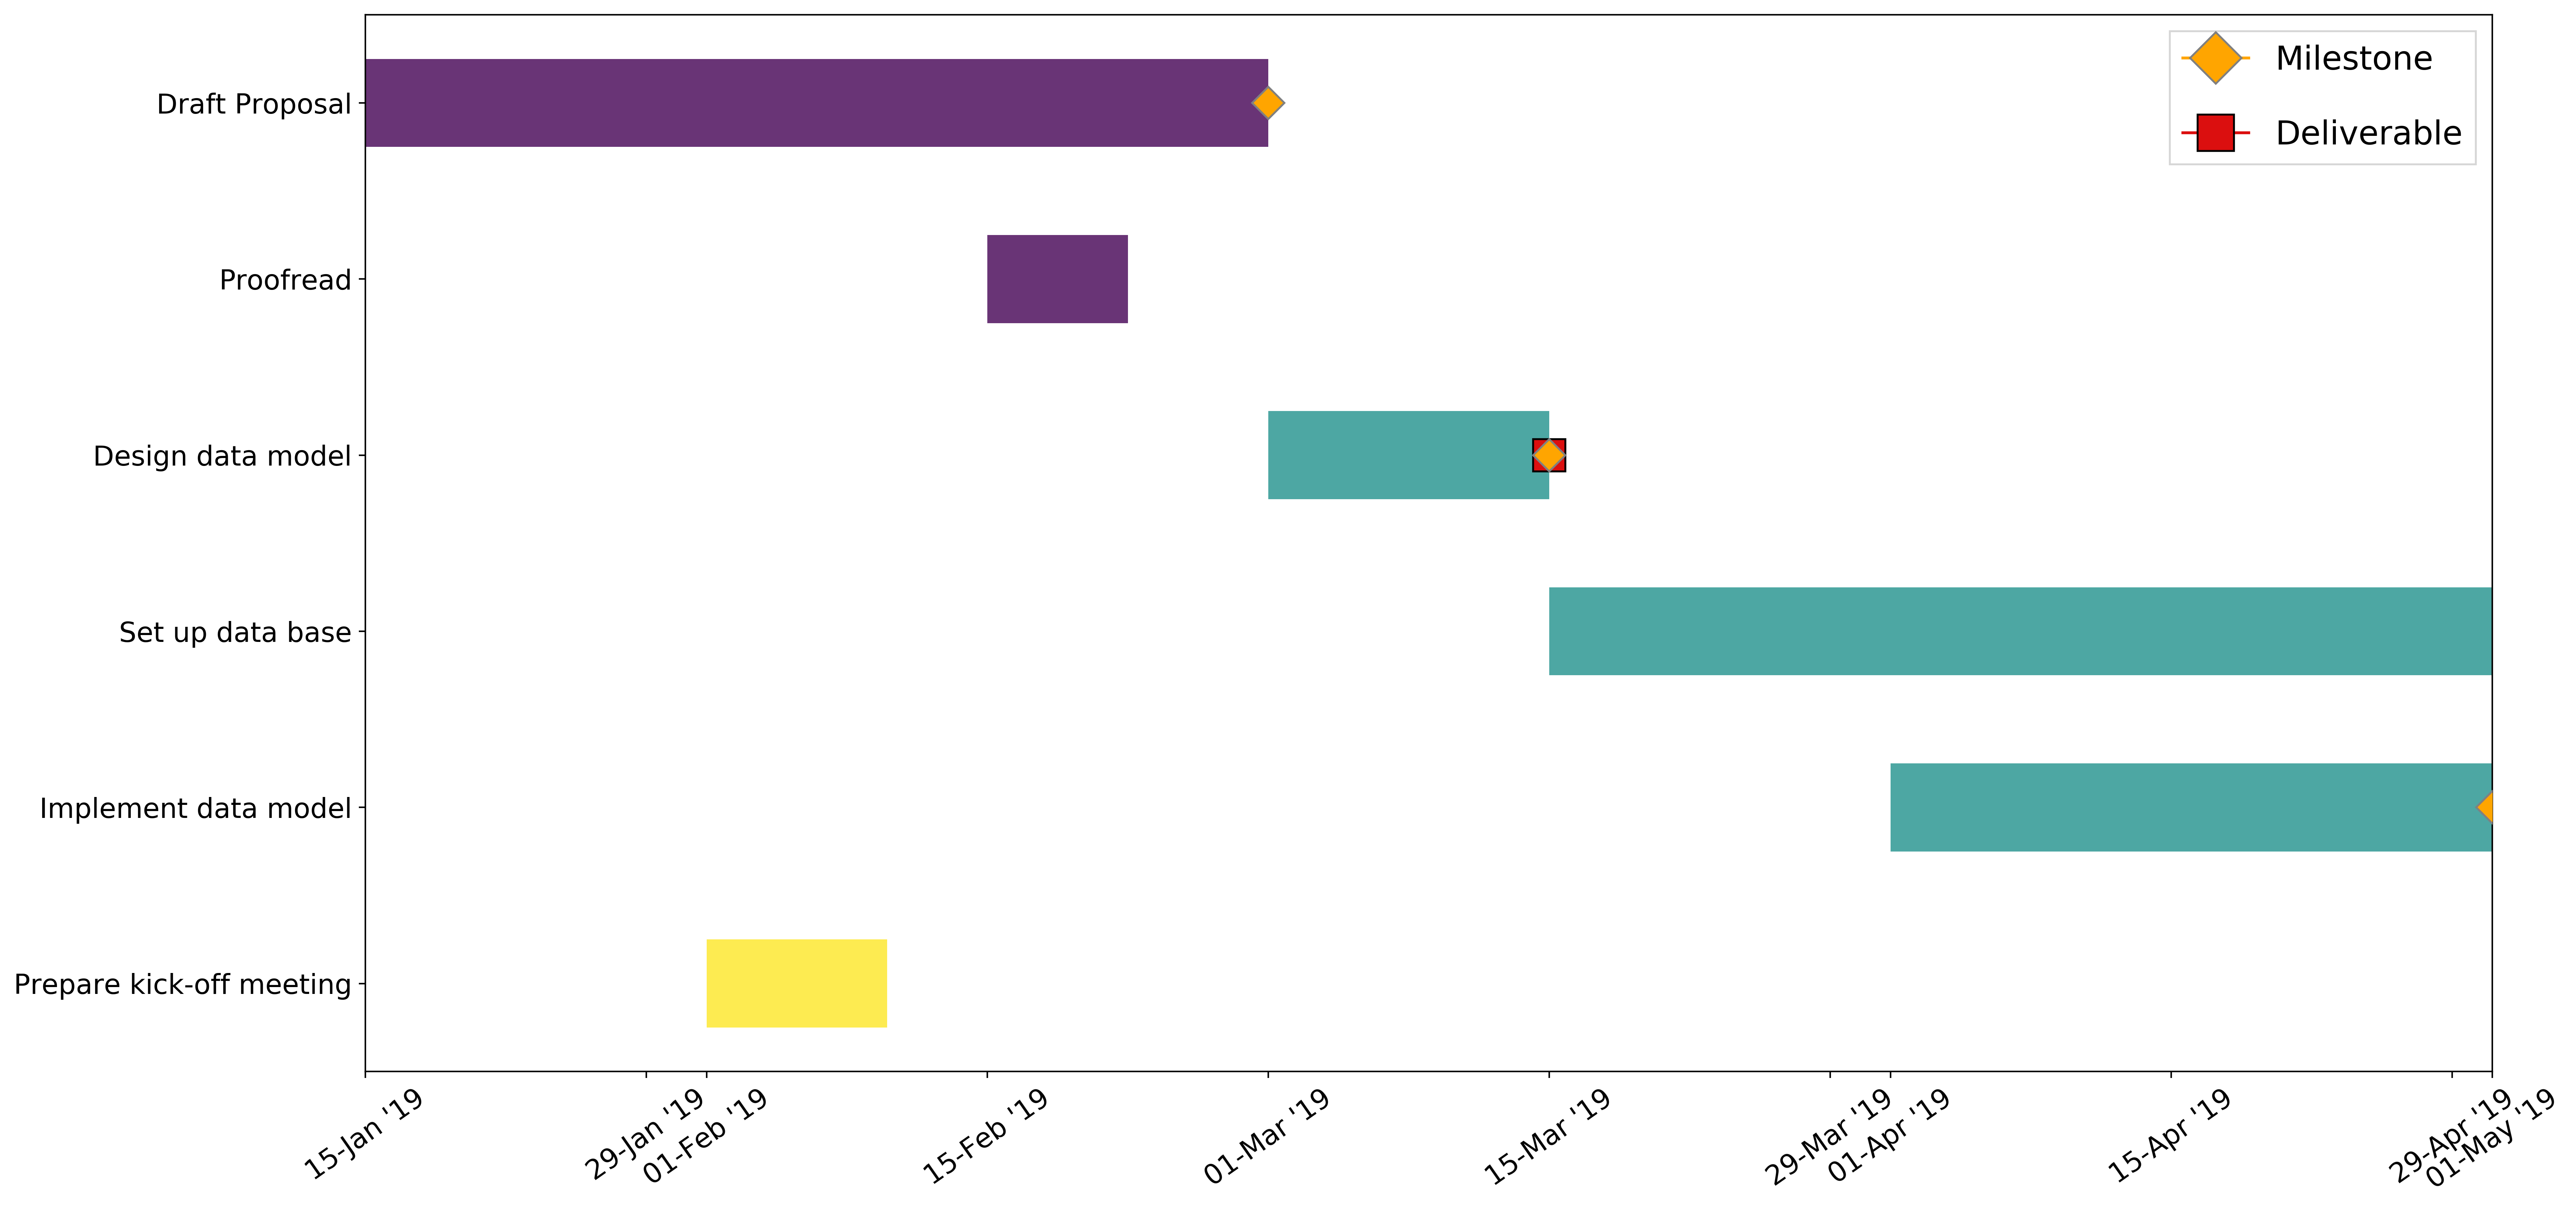 Milestone
Deliverable
Draft Proposal
Proofread
Design data model
Set up data base
Implement data model
Prepare kick-off meeting
15-Jan '19
29-Jan '19
01-Feb '19
15-Feb '19
01-Mar '19
15-Mar '19
29-Mar '19
01-Apr '19
15-Apr '19
29-Apr '19
01-May '19